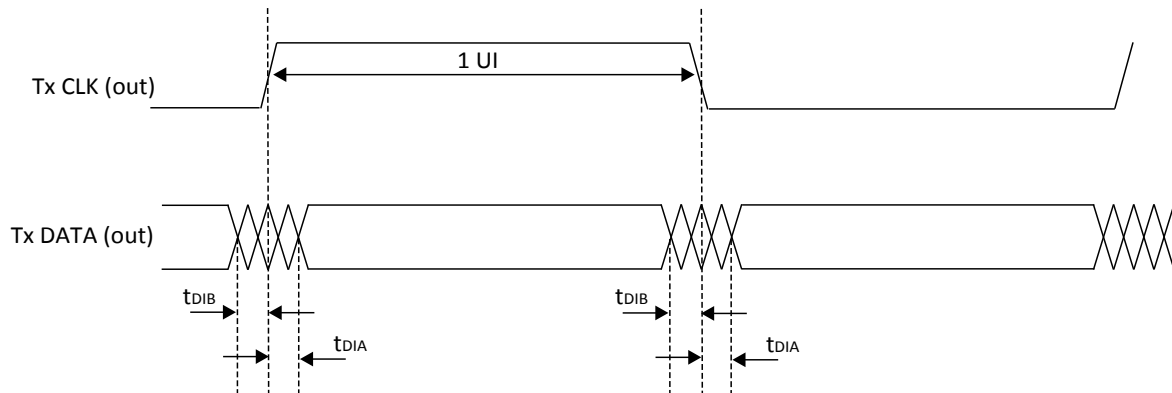 1 UI
Tx CLK (out)
Tx DATA (out)
tDIB
tDIB
tDIA
tDIA